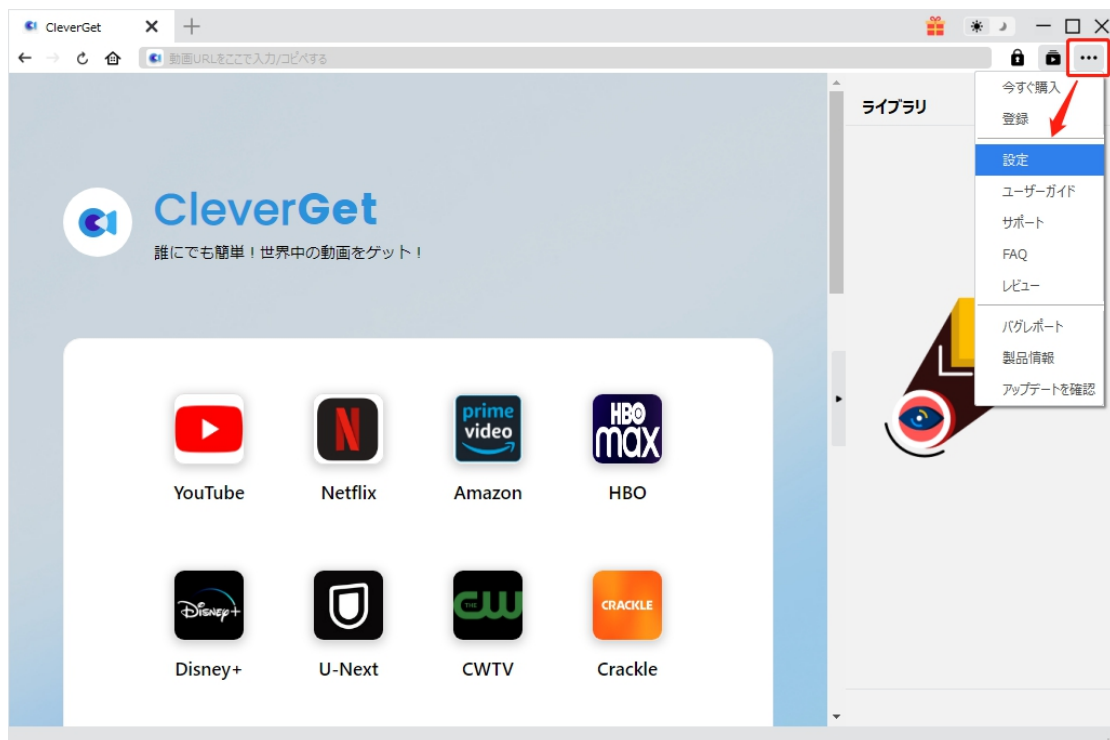 CleverGet
動画URLをここで入力/コピペする
今すぐ購入
登録
設定
ユーザーガイド
サポート
FAQ
レビュー
バグレポート
製品情報
アップデートを確認
ライブラリ
CleverGet
誰にでも簡単！世界中の動画をゲット！
prime
video
HBO
max
YouTube
Netflix
Amazon
HBO
Disney+
THE
CW
CRACKLE
Disney+
U-Next
CWTV
Crackle